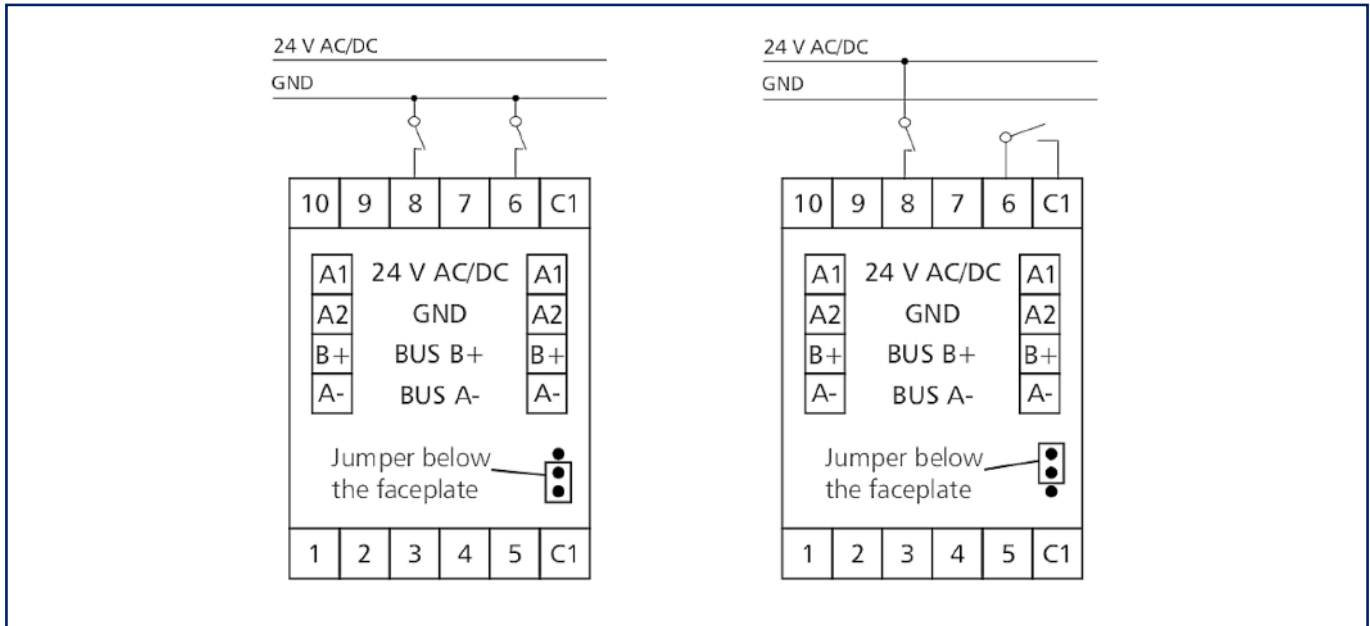 24 V AC/DC
GND
10 9 8 7 6 C1
A1 24 V AC/DC A1
A2 GND A2
B+ BUS B+ B+
A- BUS A- A-
Jumper below
the faceplate
1 2 3 4 5 C1
24 V AC/DC
GND
10 9 8 7 6 C1
A1 24 V AC/DC A1
A2 GND A2
B+ BUS B+ B+
A- BUS A- A-
Jumper below
the faceplate
1 2 3 4 5 C1